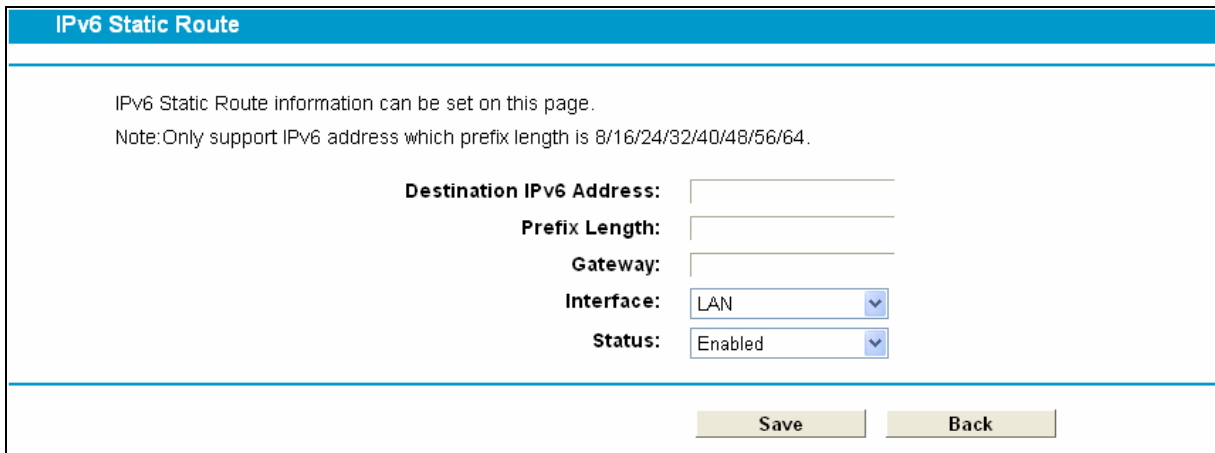 IPv6 Static Route
IPv6 Static Route information can be set on this page.
Note:Only support IPv6 address which prefix length is 8/16/24/32/40/48/56/64.
Destination IPv6 Address:
Prefix Length:
Gateway:
Interface: LAN
Status: Enabled
Save Back